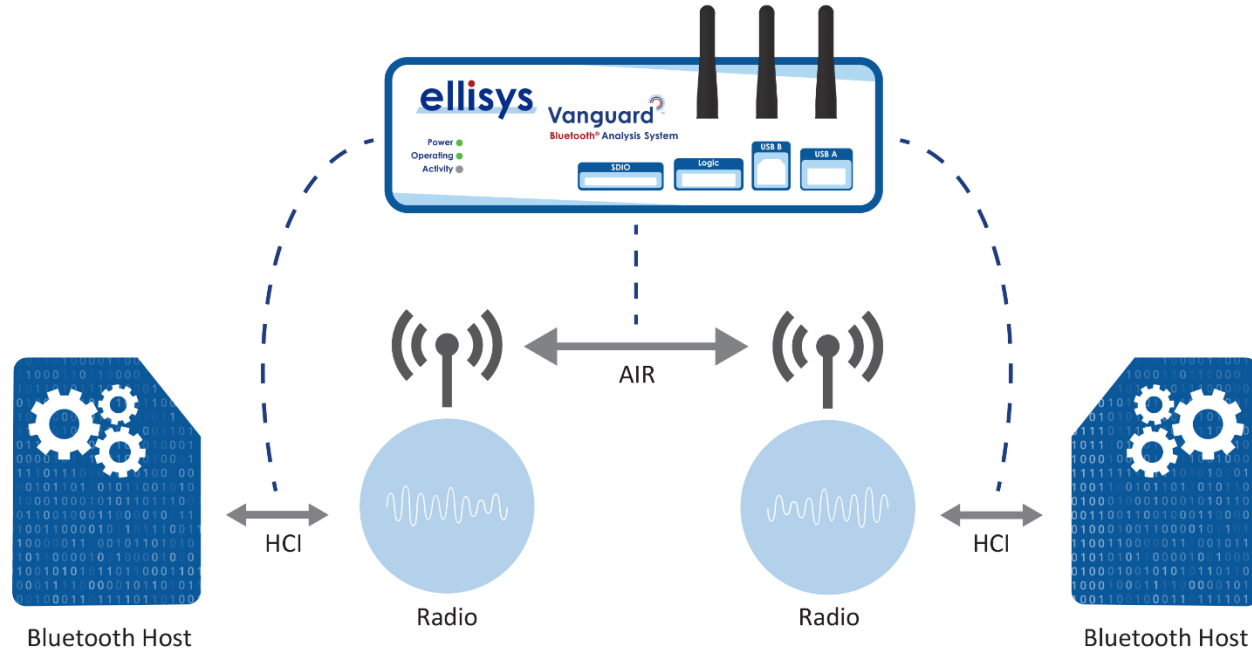 ellisys
Vanguard
Bluetooth® Analysis System
Power
Operating
Activity
SDIO
Logic
USB B
USB A
AIR
HCI
HCI
Radio
Radio
Bluetooth Host
Bluetooth Host